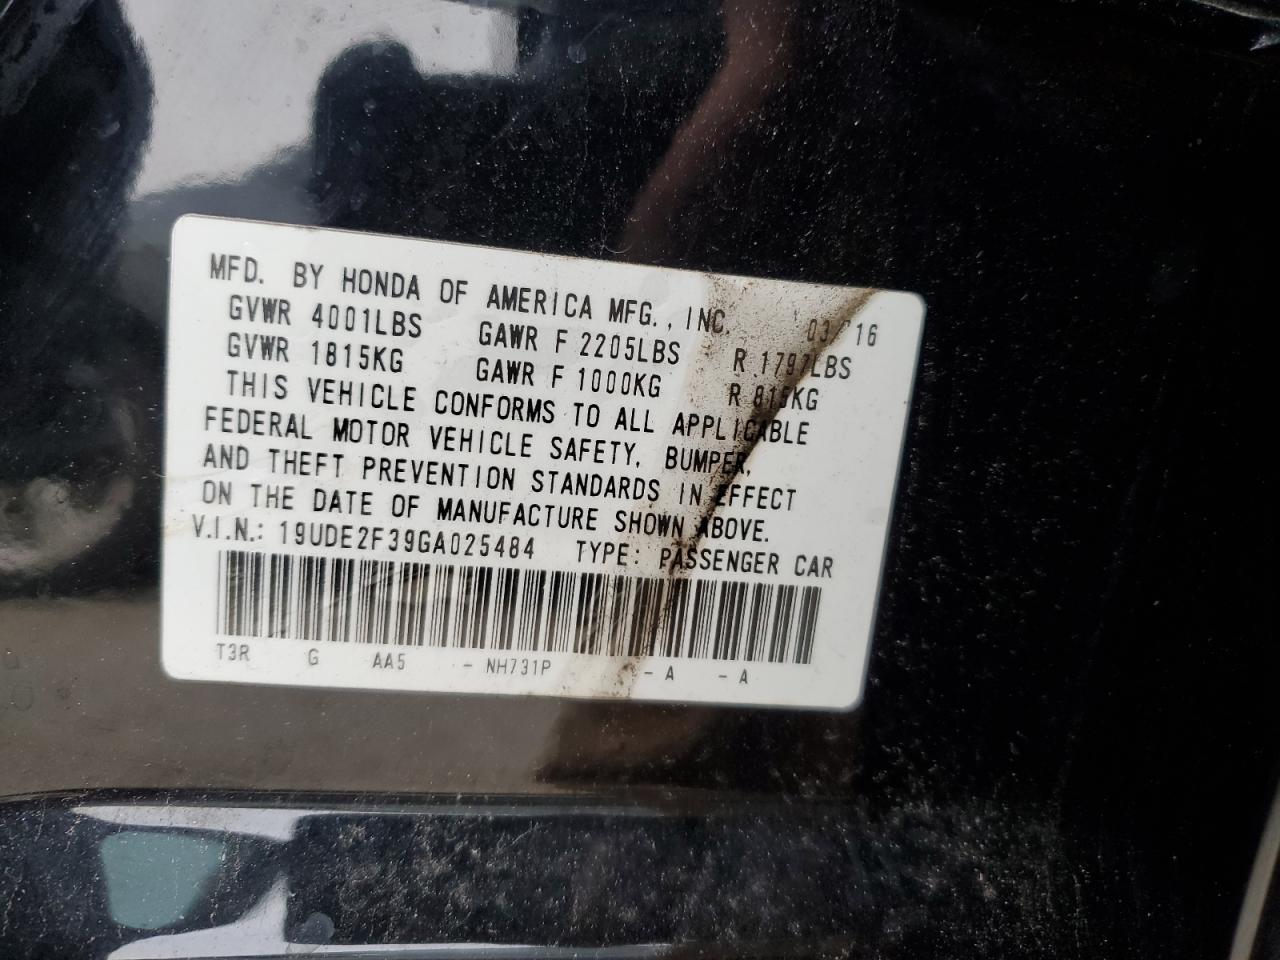 MFD. BY HONDA OF AMERICA MFG., INC. 03/16
GVWR 4001LBS GAWR F 2205LBS R 1797LBS
GVWR 1815KG GAWR F 1000KG R 815KG
THIS VEHICLE CONFORMS TO ALL APPLICABLE
FEDERAL MOTOR VEHICLE SAFETY, BUMPER,
AND THEFT PREVENTION STANDARDS IN EFFECT
ON THE DATE OF MANUFACTURE SHOWN ABOVE.
V.I.N.: 19UDE2F39GA025484 TYPE: PASSENGER CAR
T3R G AA5 - NH731P - A - A